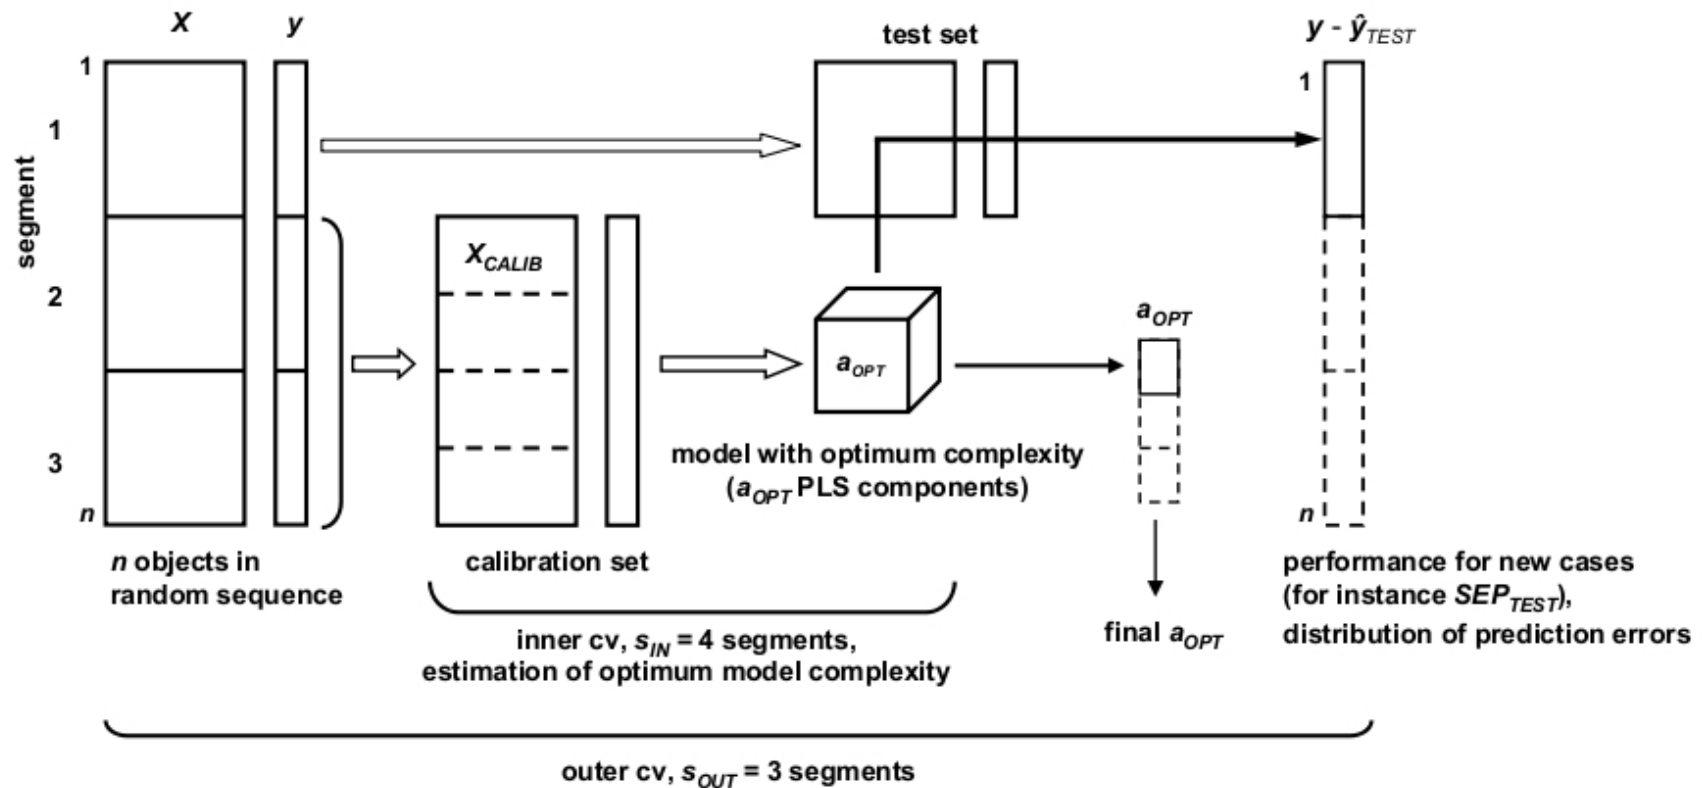 X
y
test set
y - ŷTEST
1
1
1
segment
XCALIB
2
aOPT
aOPT
3
model with optimum complexity
(aOPT PLS components)
n
n
n objects in
random sequence
calibration set
performance for new cases
(for instance SEPTEST),
distribution of prediction errors
final aOPT
inner cv, sIN = 4 segments,
estimation of optimum model complexity
outer cv, sOUT = 3 segments